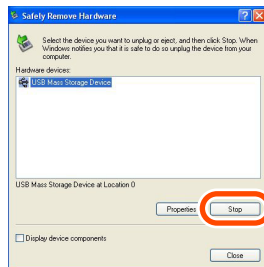 Safely Remove Hardware
Select the device you want to unplug or eject, and then click Stop. When
Windows notifies you that it is safe to do so unplug the device from your
computer.
Hardware devices:
USB Mass Storage Device
USB Mass Storage Device at Location 0
Properties Stop
Display device components
Close